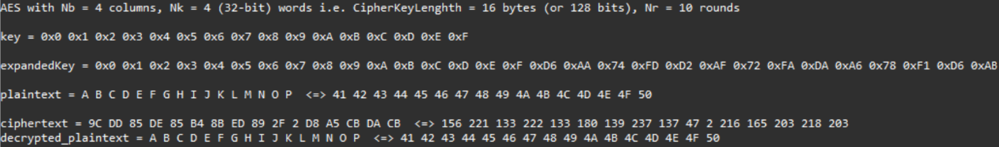 AES with Nb = 4 columns, Nk = 4 (32-bit) words i.e. CipherKeyLenghth = 16 bytes (or 128 bits), Nr = 10 rounds
key = 0x0 0x1 0x2 0x3 0x4 0x5 0x6 0x7 0x8 0x9 0xA 0xB 0xC 0xD 0xE 0xF
expandedKey = 0x0 0x1 0x2 0x3 0x4 0x5 0x6 0x7 0x8 0x9 0xA 0xB 0xC 0xD 0xE 0xF 0xD6 0xAA 0x74 0xFD 0xD2 0xAF 0x72 0xFA 0xDA 0xA6 0x78 0xF1 0xD6 0xAB
plaintext = A B C D E F G H I J K L M N O P <=> 41 42 43 44 45 46 47 48 49 4A 4B 4C 4D 4E 4F 50
ciphertext = 9C DD 85 DE 85 B4 8B ED 89 2F 2 D8 A5 CB DA CB <=> 156 221 133 222 133 180 139 237 137 47 2 216 165 203 218 203
decrypted_plaintext = A B C D E F G H I J K L M N O P <=> 41 42 43 44 45 46 47 48 49 4A 4B 4C 4D 4E 4F 50